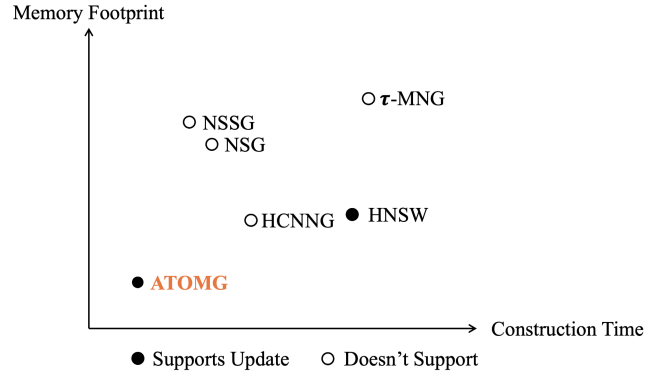 Memory Footprint
τ-MNG
NSSG
NSG
HCNNG
HNSW
ATOMG
Construction Time
Supports Update
Doesn’t Support